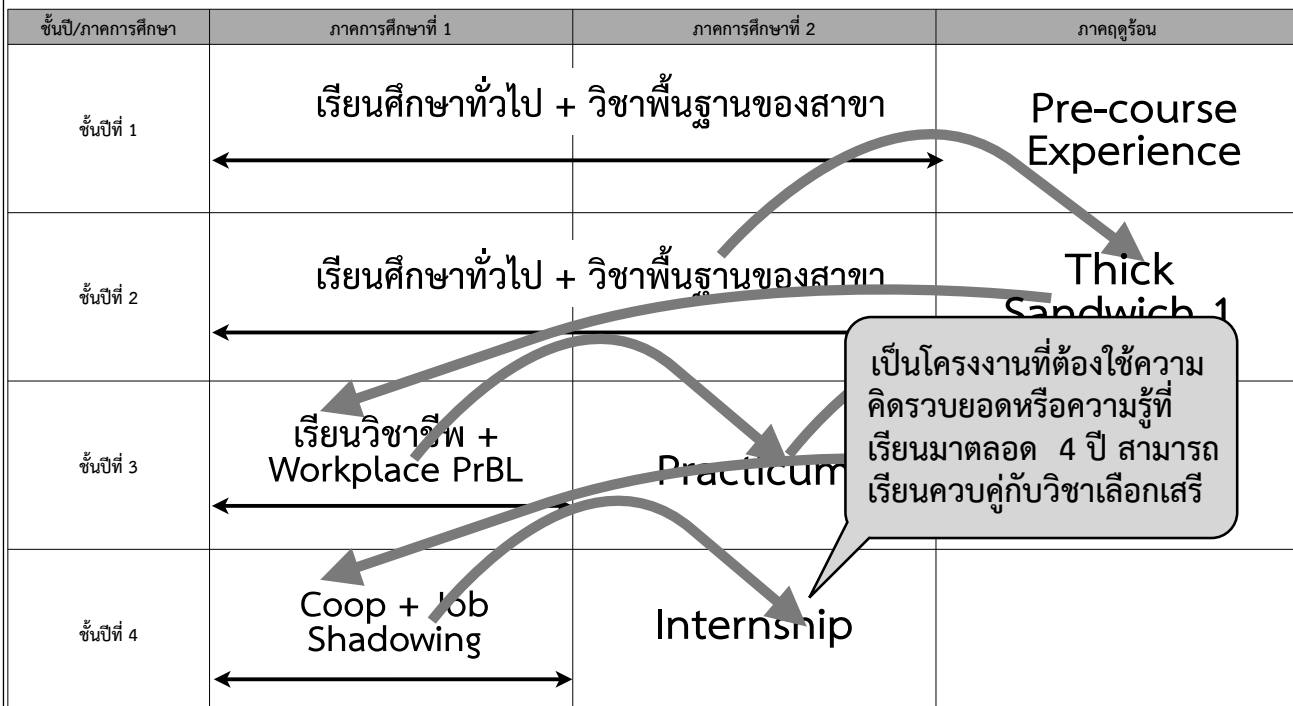 ชั้นปี/ภาคการศึกษา
ภาคการศึกษาที่ 1
ภาคการศึกษาที่ 2
ภาคฤดูร้อน
ชั้นปีที่ 1
เรียนศึกษาทั่วไป + วิชาพื้นฐานของสาขา
Pre-course
Experience
ชั้นปีที่ 2
เรียนศึกษาทั่วไป + วิชาพื้นฐานของสาขา
Thick
Sandwich 1
ชั้นปีที่ 3
เรียนวิชาชีพ +
Workplace PrBL
Practicum
เป็นโครงงานที่ต้องใช้ความ
คิดรวบยอดหรือความรู้ที่
เรียนมาตลอด 4 ปี สามารถ
เรียนควบคู่กับวิชาเลือกเสรี
ชั้นปีที่ 4
Coop + Job
Shadowing
Internship